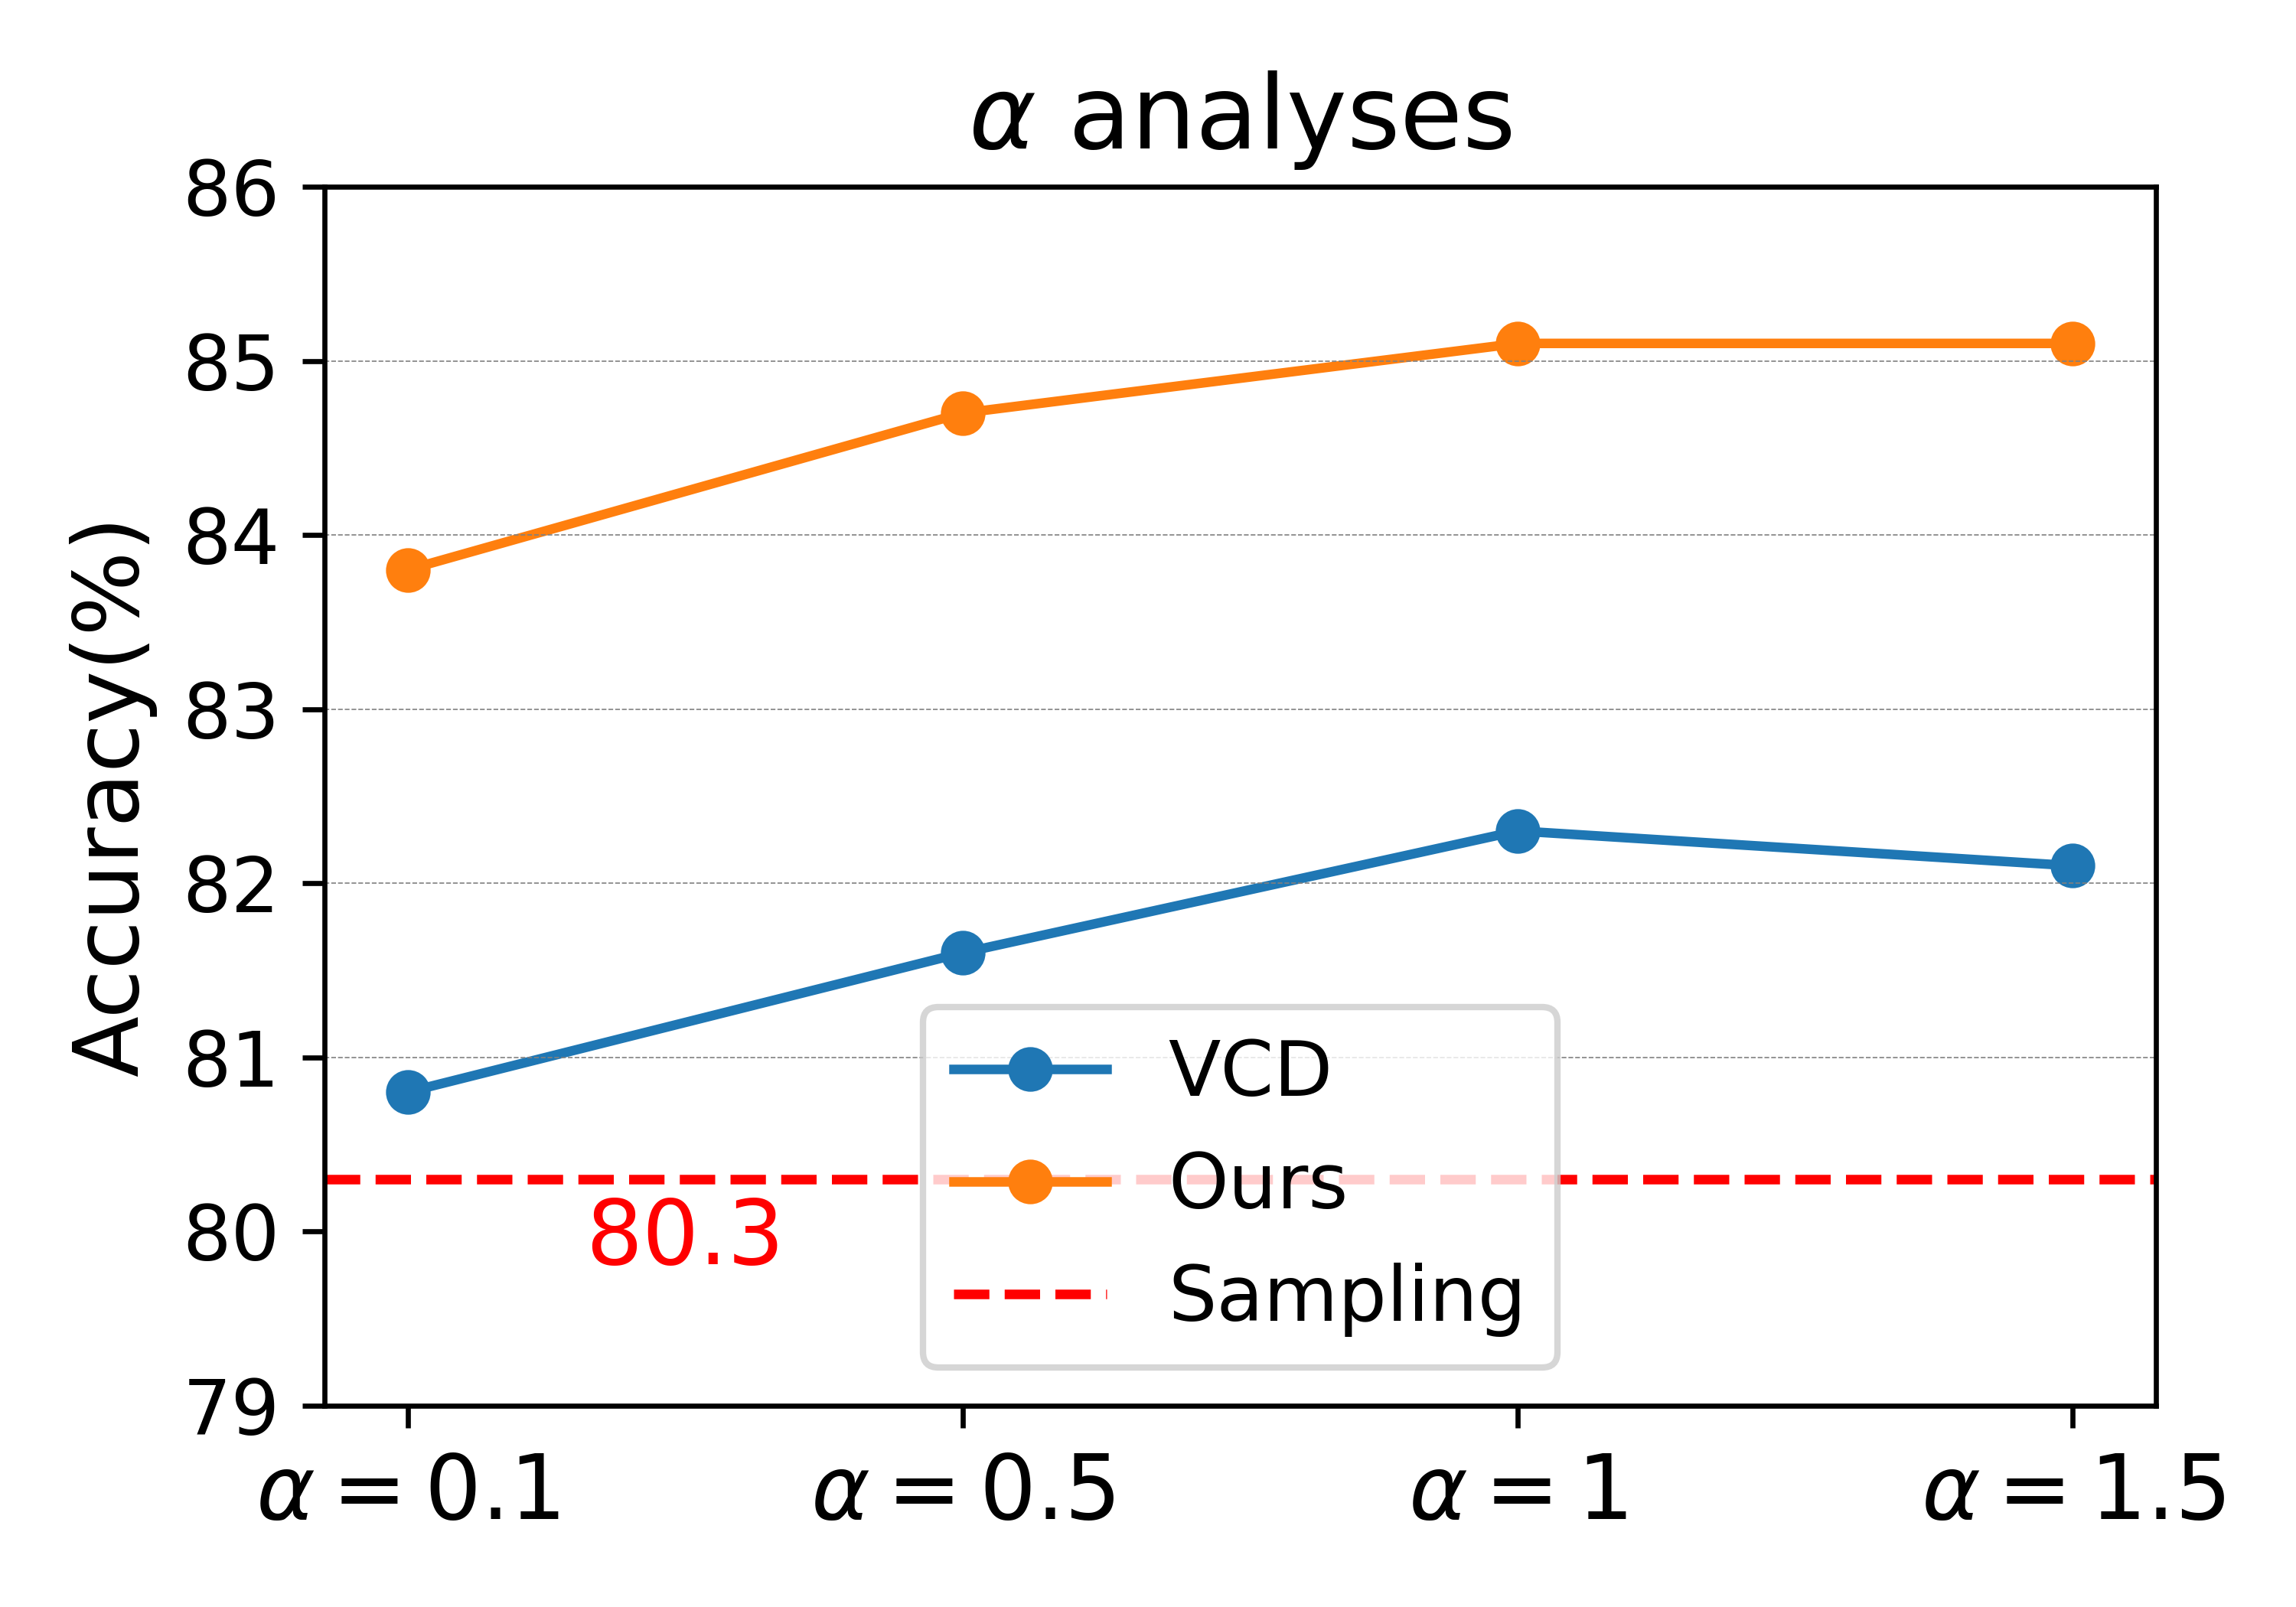 α analyses
Accuracy(%)
86
85
84
83
82
81
80
79
80.3
VCD
Ours
Sampling
α = 0.1
α = 0.5
α = 1
α = 1.5